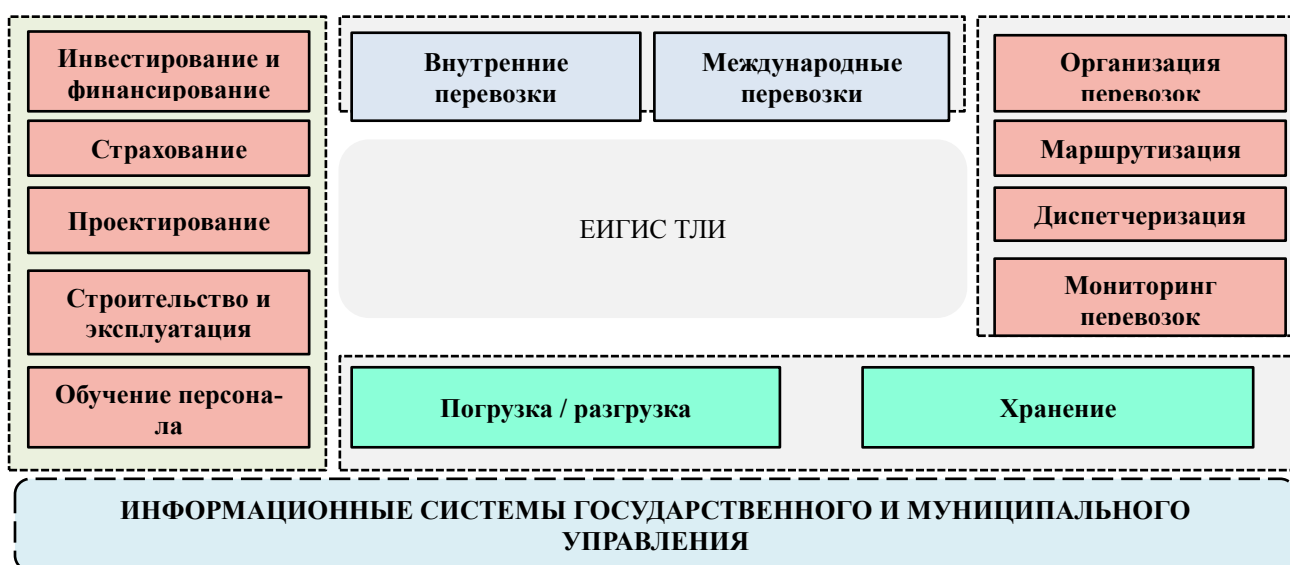 Инвестирование и
финансирование
Страхование
Проектирование
Строительство и
эксплуатация
Обучение персона-
ла
Внутренние
перевозки
Международные
перевозки
ЕИГИС ТЛИ
Организация
перевозок
Маршрутизация
Диспетчеризация
Мониторинг
перевозок
Погрузка / разгрузка
Хранение
ИНФОРМАЦИОННЫЕ СИСТЕМЫ ГОСУДАРСТВЕННОГО И МУНИЦИПАЛЬНОГО
УПРАВЛЕНИЯ